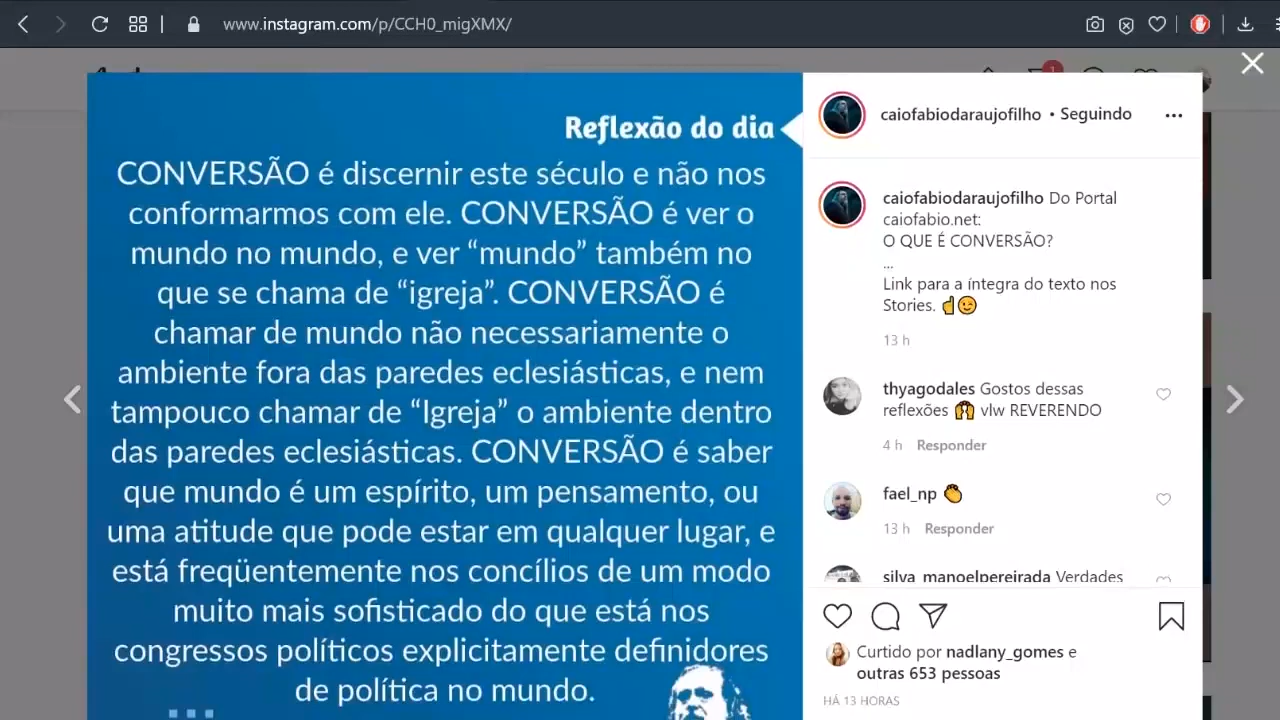 www.instagram.com/p/CCH0_migXMX/
1
Reflexão do dia
CONVERSÃO é discernir este século e não nos
conformarmos com ele. CONVERSÃO é ver o
mundo no mundo, e ver “mundo” também no
que se chama de “igreja”. CONVERSÃO é
chamar de mundo não necessariamente o
ambiente fora das paredes eclesiásticas, e nem
tampouco chamar de “Igreja” o ambiente dentro
das paredes eclesiásticas. CONVERSÃO é saber
que mundo é um espírito, um pensamento, ou
uma atitude que pode estar em qualquer lugar, e
está freqüentemente nos concílios de um modo
muito mais sofisticado do que está nos
congressos políticos explicitamente definidores
de política no mundo.
caiofabiodaraujofilho • Seguindo
caiofabiodaraujofilho Do Portal
caiofabio.net:
O QUE É CONVERSÃO?
...
Link para a íntegra do texto nos
Stories. ☝😉
13 h
thyagodales Gostos dessas
reflexões 🙌 vlw REVERENDO
4 h Responder
fael_np 👏
13 h Responder
silva_manoelpereirada Verdades
Curtido por nadlany_gomes e
outras 653 pessoas
HÁ 13 HORAS